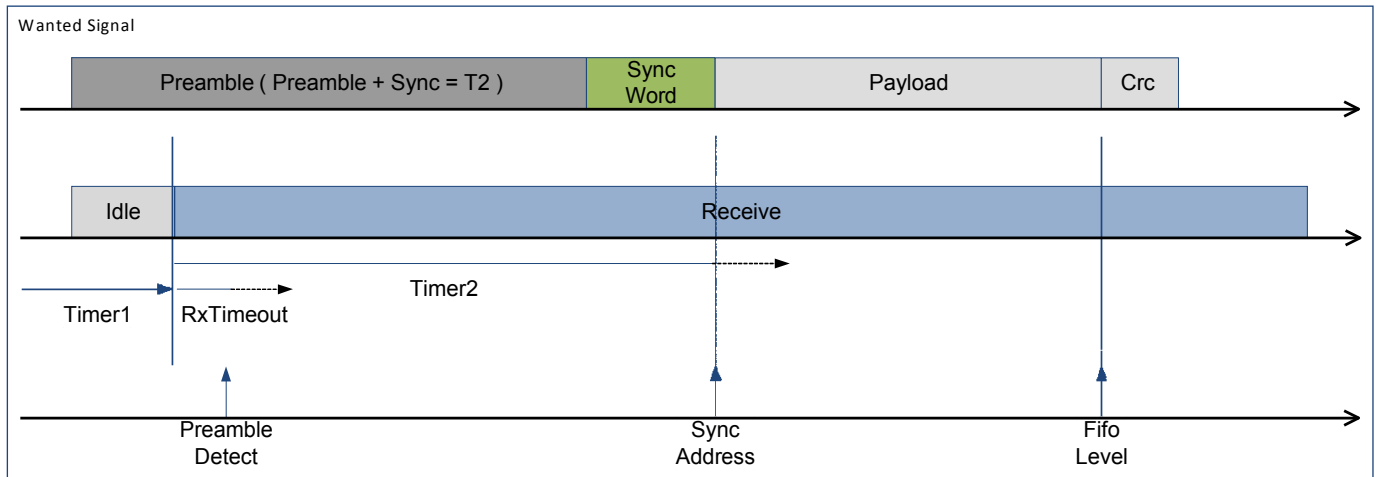 Wanted Signal
Preamble ( Preamble + Sync = T2 )
Sync
Word
Payload
Crc
Idle
Receive
Timer2
Timer1
RxTimeout
Preamble
Detect
Sync
Address
Fifo
Level